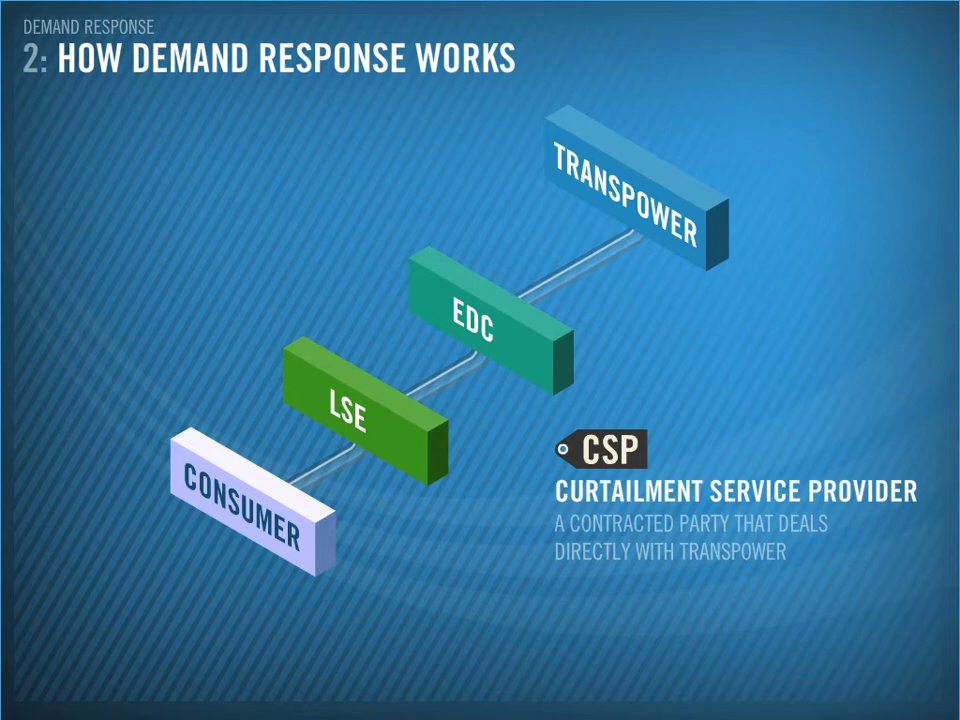 DEMAND RESPONSE
2: HOW DEMAND RESPONSE WORKS
TRANSPOWER
EDC
LSE
CONSUMER
CSP
CURTAILMENT SERVICE PROVIDER
A CONTRACTED PARTY THAT DEALS
DIRECTLY WITH TRANSPOWER